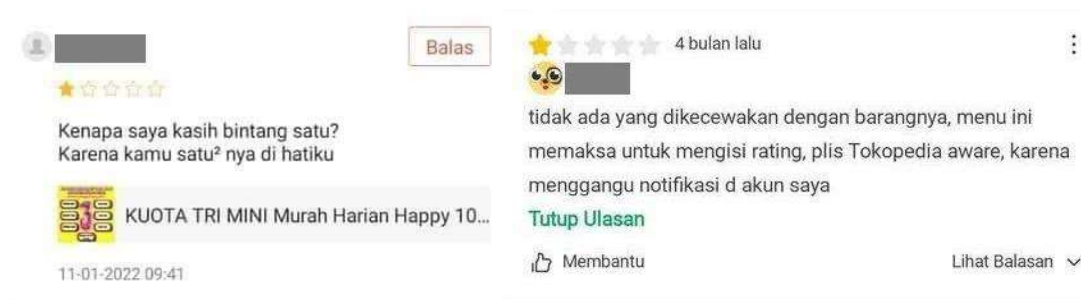 Balas
Kenapa saya kasih bintang satu?
Karena kamu satu² nya di hatiku
KUOTA TRI MINI Murah Harian Happy 10...
11-01-2022 09:41
4 bulan lalu
tidak ada yang dikecewakan dengan barangnya, menu ini
memaksa untuk mengisi rating, plis Tokopedia aware, karena
menggangu notifikasi d akun saya
Tutup Ulasan
Membantu
Lihat Balasan